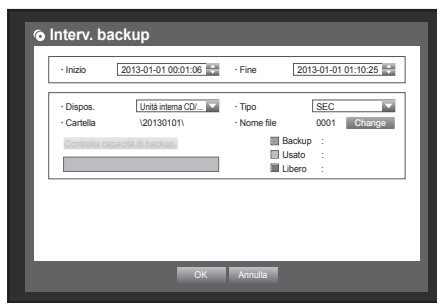 Interv. backup
· Inizio 2013-01-01 00:01:06 · Fine 2013-01-01 01:10:25
· Dispos. Unità interna CD/... · Tipo SEC
· Cartella \20130101\ · Nome file 0001 Change
Controlla capacità di backup.
Backup :
Usato :
Libero :
OK Annulla